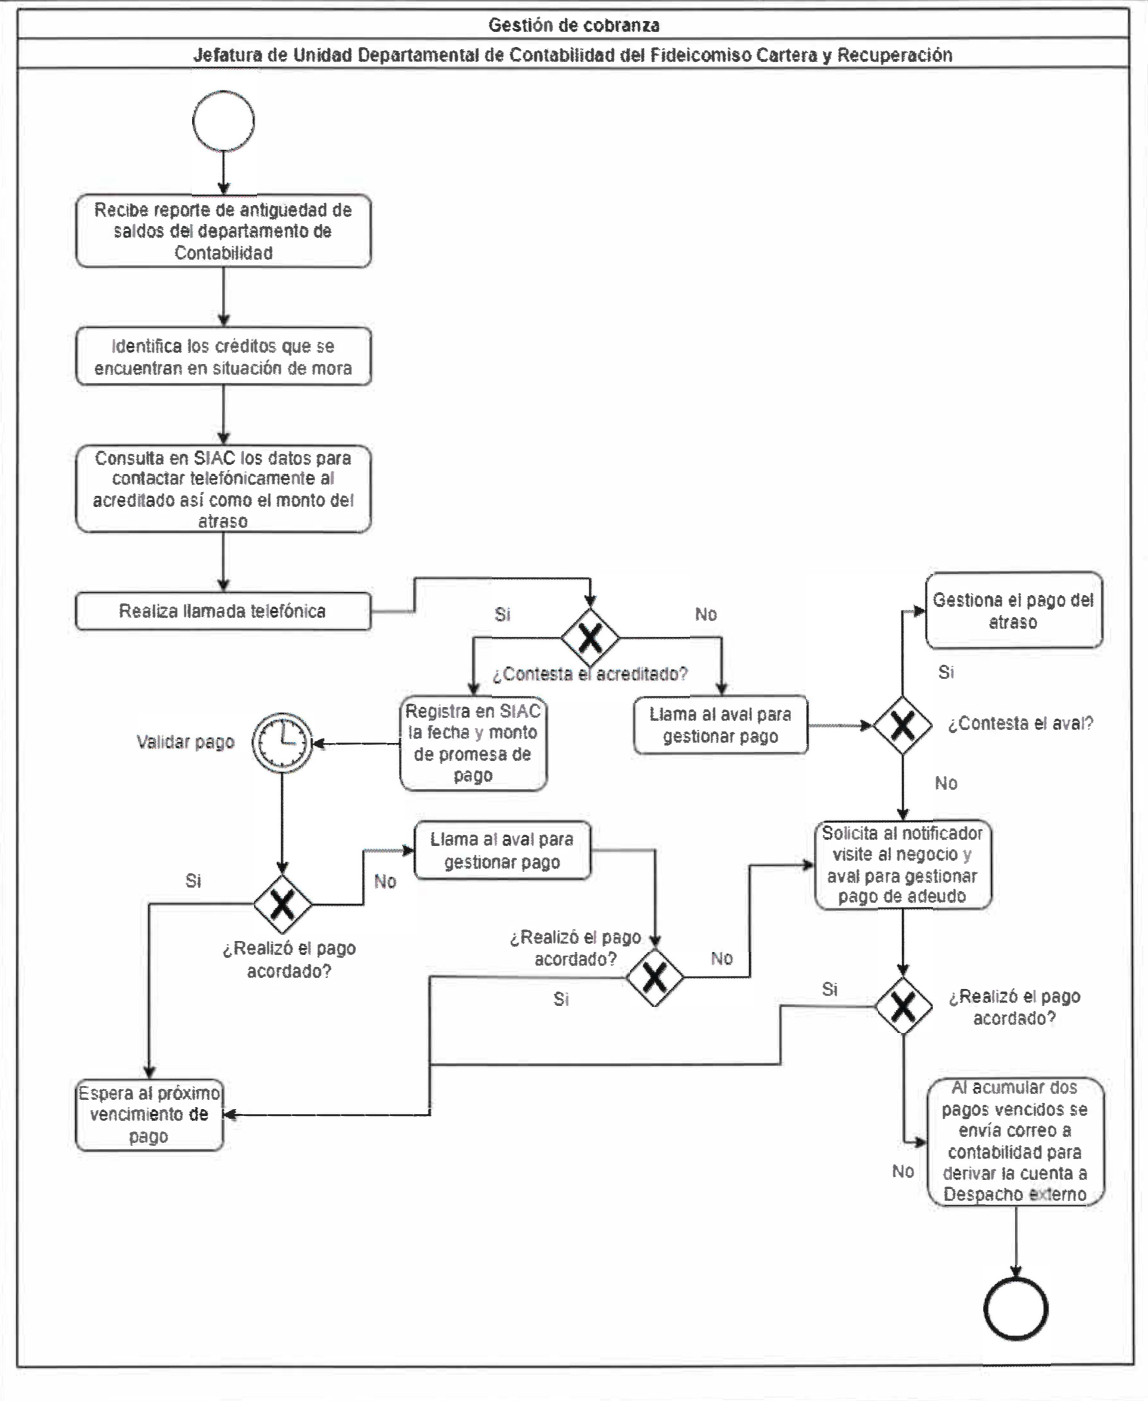 Gestión de cobranza
Jefatura de Unidad Departamental de Contabilidad del Fideicomiso Cartera y Recuperación
Recibe reporte de antiguedad de
saldos del departamento de
Contabilidad
Identifica los créditos que se
encuentran en situación de mora
Consulta en SIAC los datos para
contactar telefónicamente al
acreditado así como el monto del
atraso
Realiza llamada telefónica
Si
No
¿Contesta el acreditado?
Gestiona el pago del
atraso
Si
Registra en SIAC
la fecha y monto
de promesa de
pago
Llama al aval para
gestionar pago
¿Contesta el aval?
Validar pago
No
Llama al aval para
gestionar pago
Solicita al notificador
visite al negocio y
aval para gestionar
pago de adeudo
Si
No
¿Realizó el pago
acordado?
¿Realizó el pago
acordado?
No
Si
Si
¿Realizó el pago
acordado?
Espera al próximo
vencimiento de
pago
Al acumular dos
pagos vencidos se
envía correo a
contabilidad para
derivar la cuenta a
Despacho externo
No